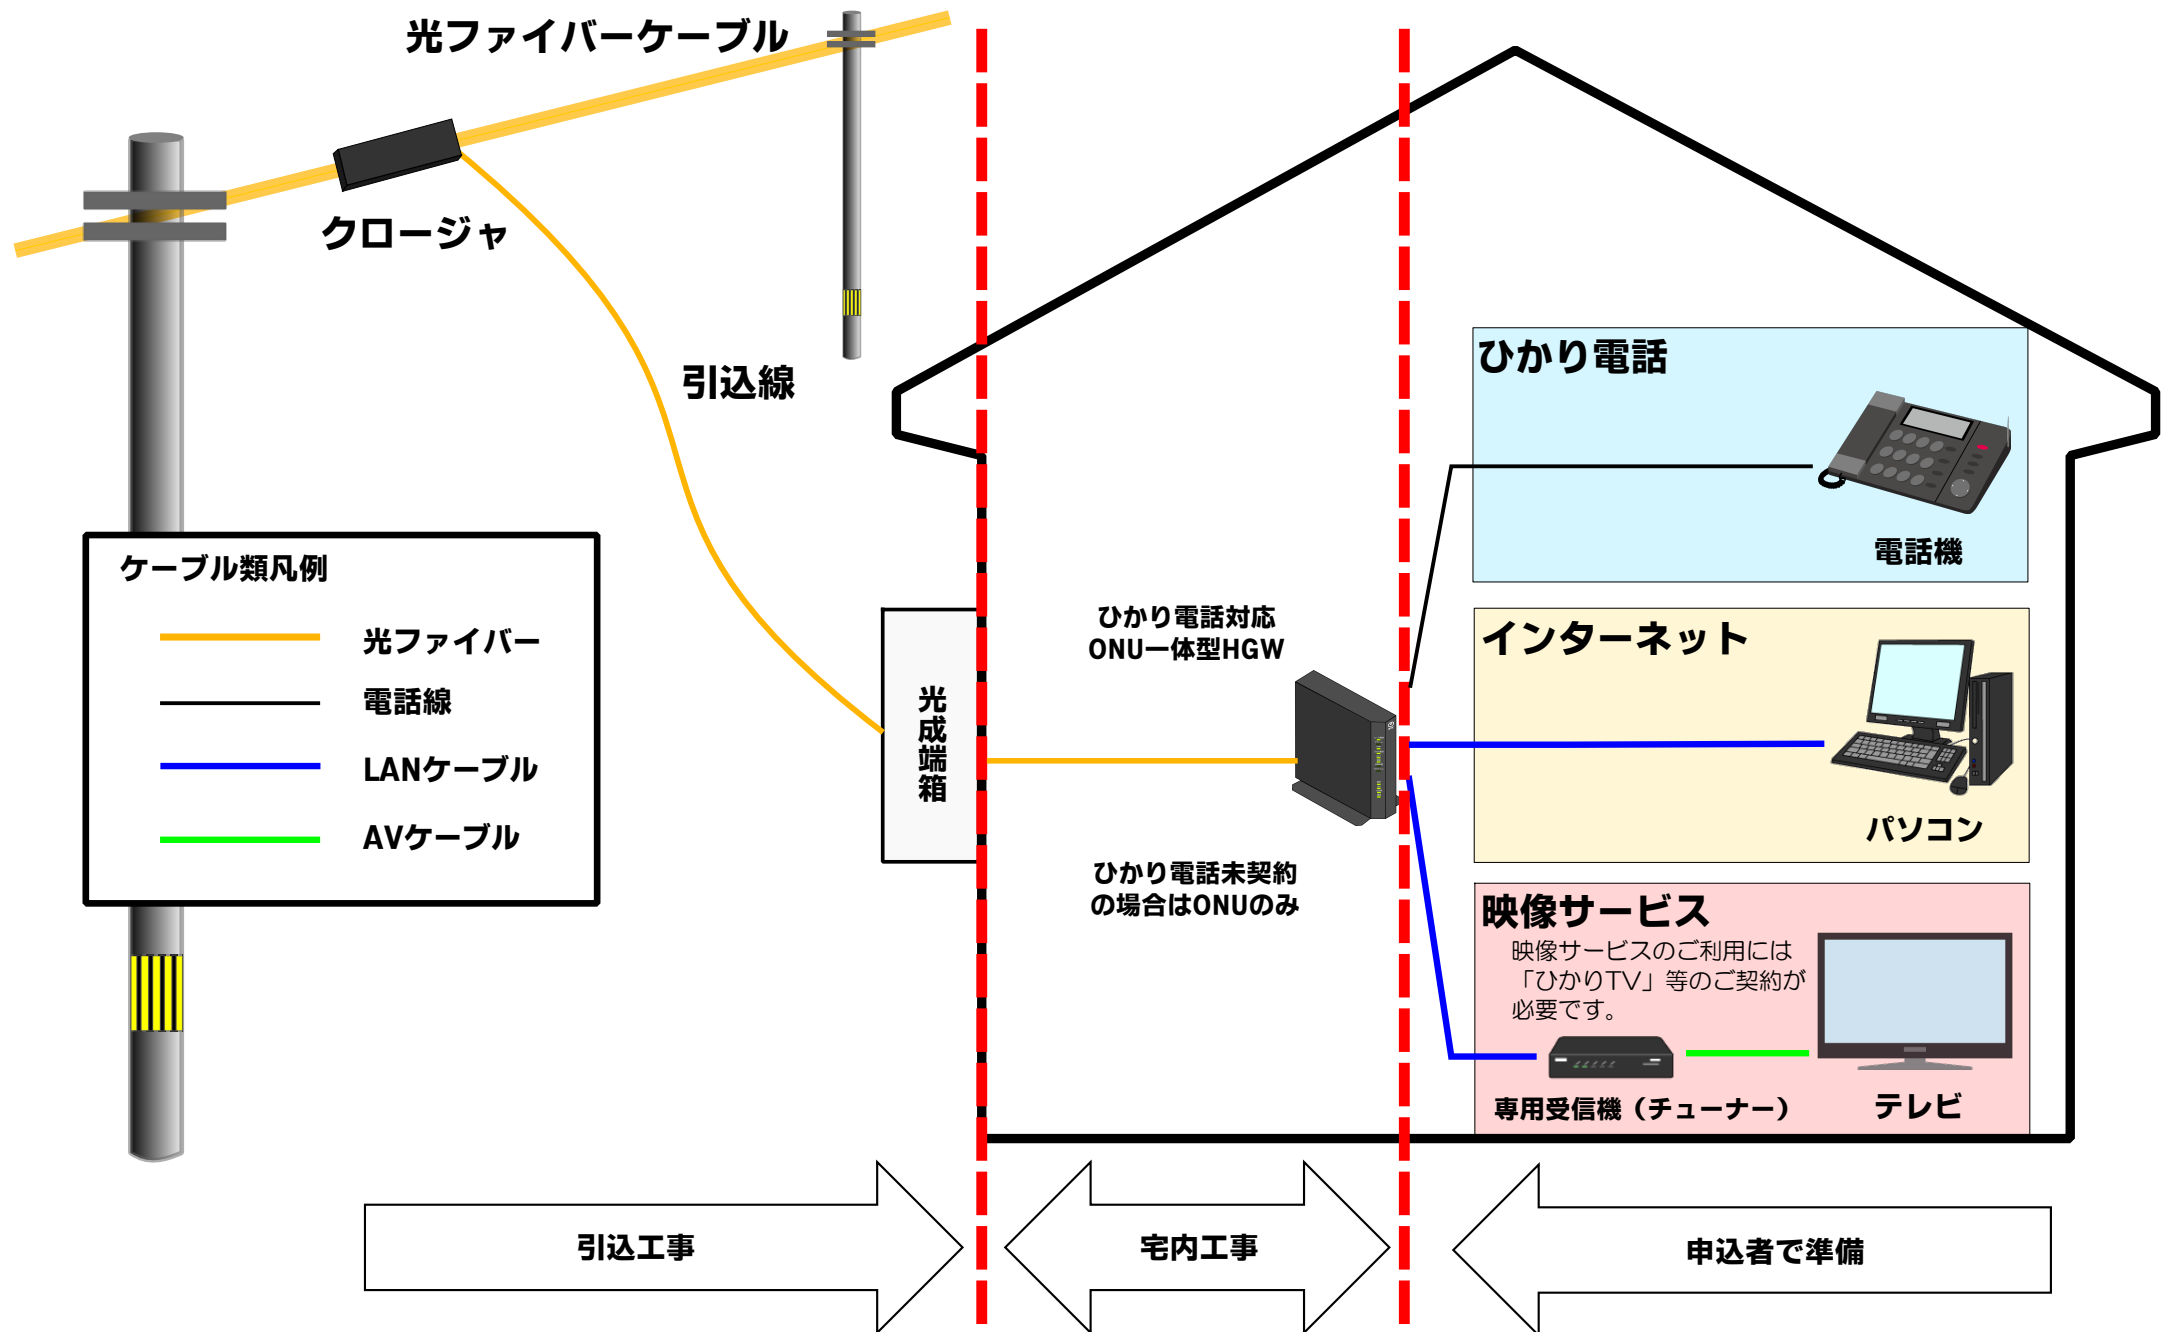 光ファイバーケーブル
クロージャ
引込線
ケーブル類凡例
光ファイバー
電話線
LANケーブル
AVケーブル
光成端箱
ひかり電話対応
ONU一体型HGW
ひかり電話未契約
の場合はONUのみ
ひかり電話
電話機
インターネット
パソコン
映像サービス
映像サービスのご利用には
「ひかりTV」等のご契約が
必要です。
専用受信機（チューナー）
テレビ
引込工事
宅内工事
申込者で準備